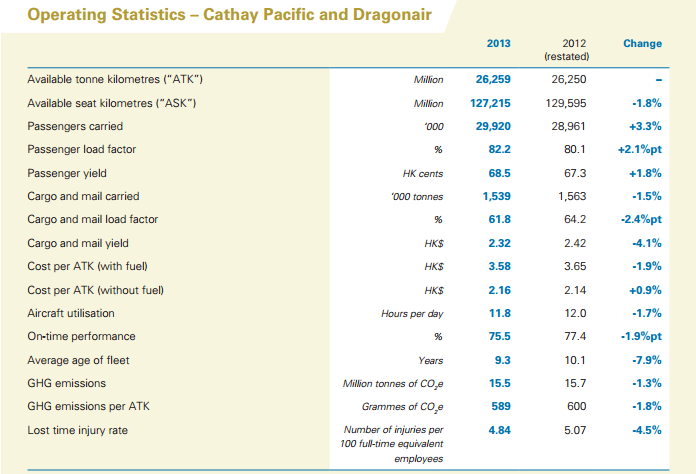 Operating Statistics – Cathay Pacific and Dragonair
2013 2012 Change
(restated)
Available tonne kilometres (“ATK”) Million 26,259 26,250 –
Available seat kilometres (“ASK”) Million 127,215 129,595 -1.8%
Passengers carried ‘000 29,920 28,961 +3.3%
Passenger load factor % 82.2 80.1 +2.1%pt
Passenger yield HK cents 68.5 67.3 +1.8%
Cargo and mail carried ‘000 tonnes 1,539 1,563 -1.5%
Cargo and mail load factor % 61.8 64.2 -2.4%pt
Cargo and mail yield HK$ 2.32 2.42 -4.1%
Cost per ATK (with fuel) HK$ 3.58 3.65 -1.9%
Cost per ATK (without fuel) HK$ 2.16 2.14 +0.9%
Aircraft utilisation Hours per day 11.8 12.0 -1.7%
On-time performance % 75.5 77.4 -1.9%pt
Average age of fleet Years 9.3 10.1 -7.9%
GHG emissions Million tonnes of CO₂e 15.5 15.7 -1.3%
GHG emissions per ATK Grammes of CO₂e 589 600 -1.8%
Lost time injury rate Number of injuries per 4.84 5.07 -4.5%
100 full-time equivalent
employees